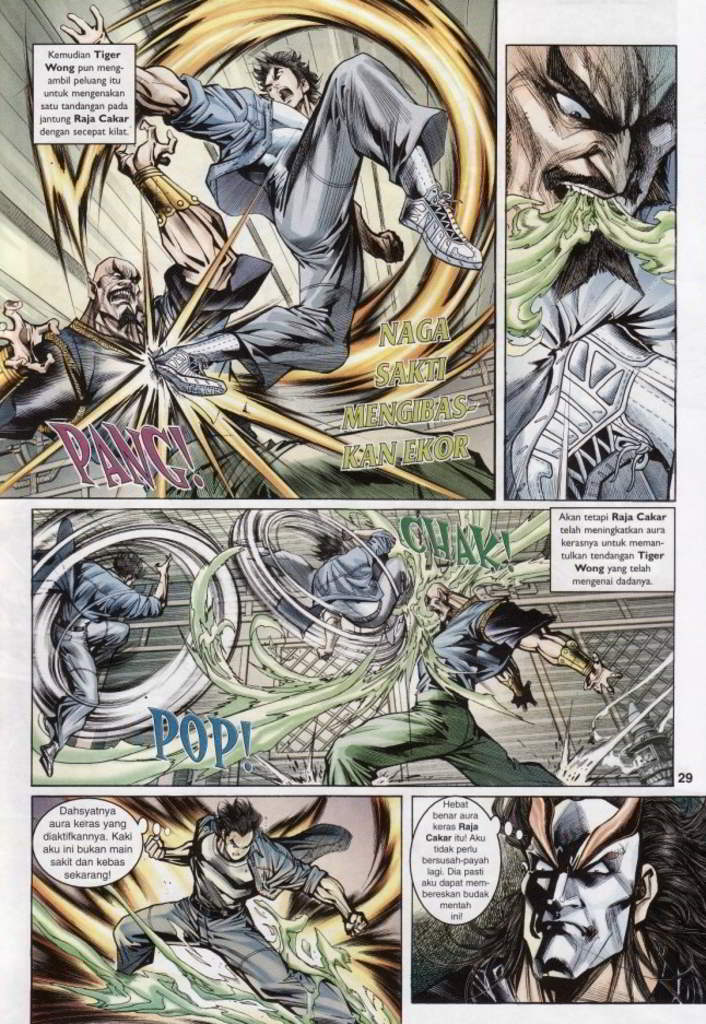 Kemudian Tiger
Wong pun meng-
ambil peluang itu
untuk mengenakan
satu tandangan pada
jantung Raja Cakar
dengan secepat kilat.
NAGA
SAKTI
MENGIBAS-
KAN EKOR
PANG!
Akan tetapi Raja Cakar
telah meningkatkan aura
kerasnya untuk meman-
tulkan tendangan Tiger
Wong yang telah
mengenai dadanya.
CHAK!
POP!
29
Dahsyatnya
aura keras yang
diaktifkannya. Kaki
aku ini bukan main
sakit dan kebas
sekarang!
Hebat
benar aura
keras Raja
Cakar itu! Aku
tidak perlu
bersusah-payah
lagi. Dia pasti
aku dapat mem-
bereskan budak
mentah
ini!